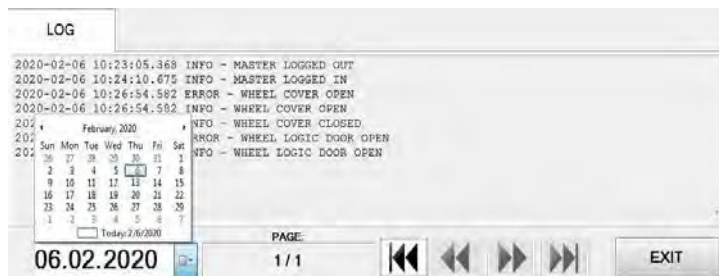 LOG
2020-02-06 10:23:05.368 INFO - MASTER LOGGED OUT
2020-02-06 10:24:10.675 INFO - MASTER LOGGED IN
2020-02-06 10:26:54.582 ERROR - WHEEL COVER OPEN
2020-02-06 10:26:54.592 INFO - WHEEL COVER OPEN
202 NFO - WHEEL COVER CLOSED
202 RROR - WHEEL LOGIC DOOR OPEN
202 NFO - WHEEL LOGIC DOOR OPEN
February, 2020
Sun Mon Tue Wed Thu Fri Sat
26 27 28 29 30 31 1
2 3 4 5 6 7 8
9 10 11 12 13 14 15
16 17 18 19 20 21 22
23 24 25 26 27 28 29
1 2 3 4 5 6 7
Today: 2/6/2020
06.02.2020
PAGE:
1 / 1
EXIT